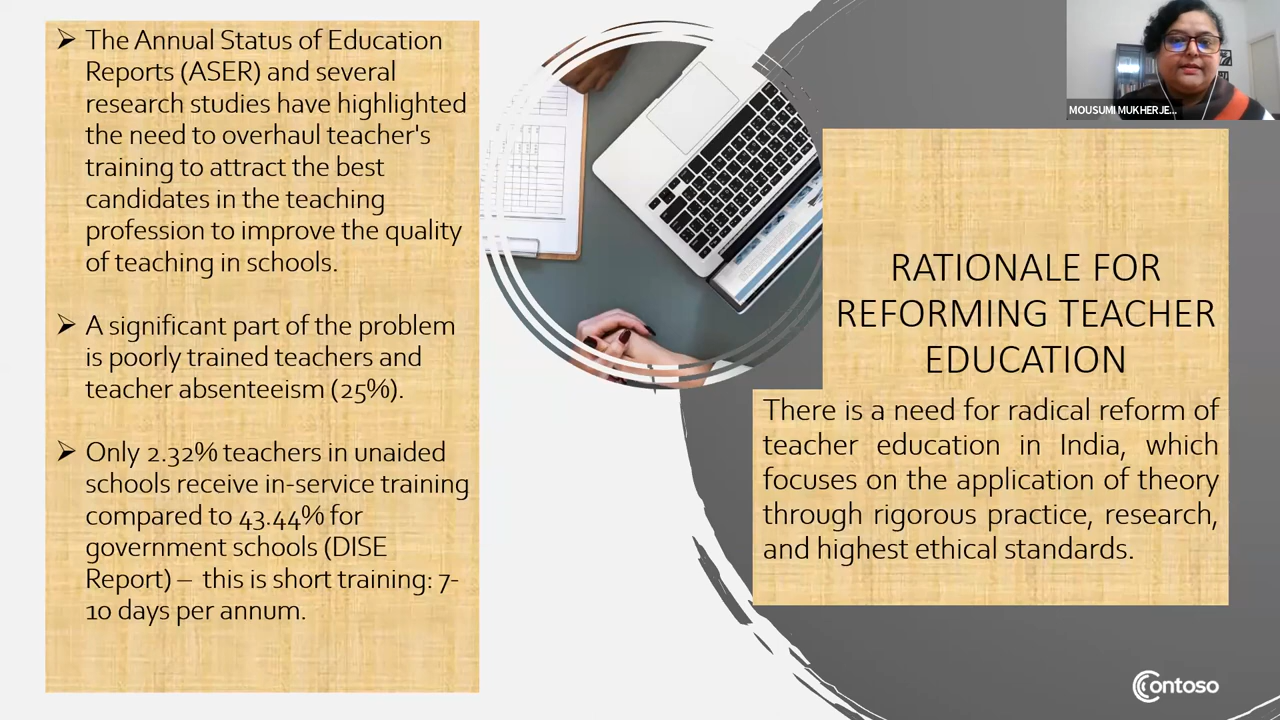 ➢ The Annual Status of Education
Reports (ASER) and several
research studies have highlighted
the need to overhaul teacher's
training to attract the best
candidates in the teaching
profession to improve the quality
of teaching in schools.
➢ A significant part of the problem
is poorly trained teachers and
teacher absenteeism (25%).
➢ Only 2.32% teachers in unaided
schools receive in-service training
compared to 43.44% for
government schools (DISE
Report) – this is short training: 7-
10 days per annum.
MOUSUMI MUKHERJE...
RATIONALE FOR
REFORMING TEACHER
EDUCATION
There is a need for radical reform of
teacher education in India, which
focuses on the application of theory
through rigorous practice, research,
and highest ethical standards.
Contoso